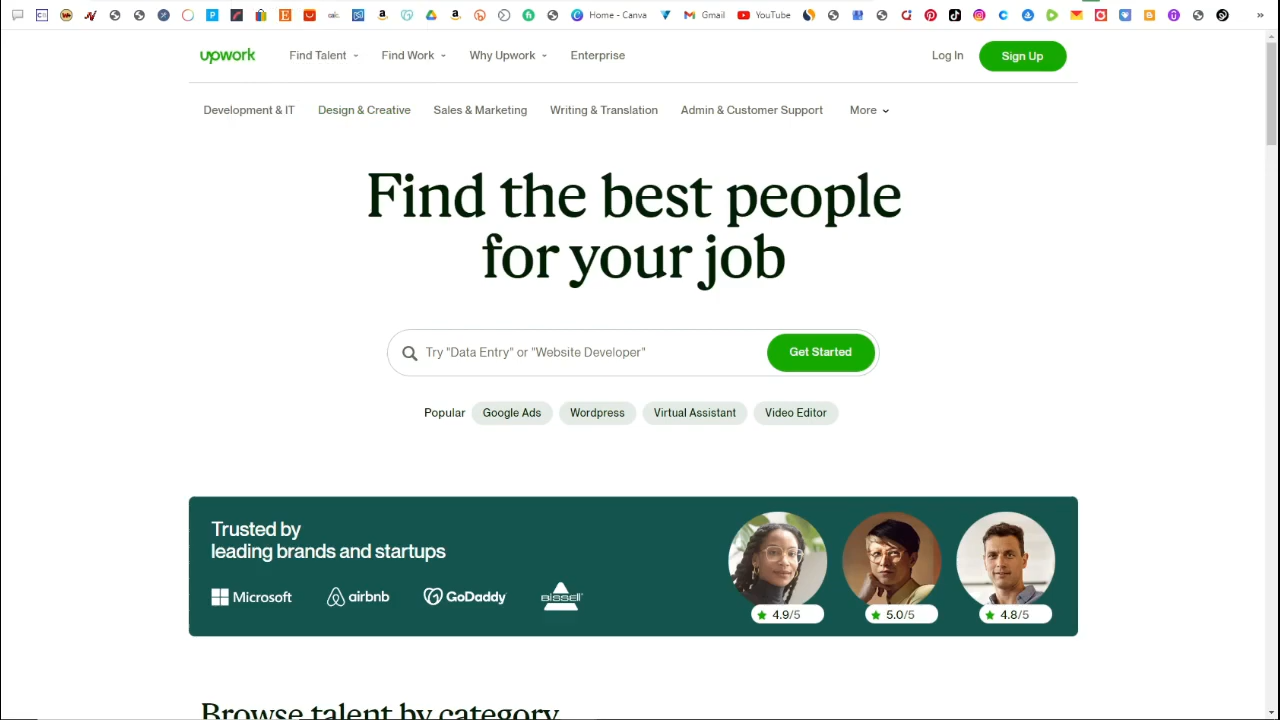 Home - Canva Gmail YouTube »
upwork Find Talent Find Work Why Upwork Enterprise Log In Sign Up
Development & IT Design & Creative Sales & Marketing Writing & Translation Admin & Customer Support More
Find the best people
for your job
Try "Data Entry" or "Website Developer" Get Started
Popular Google Ads Wordpress Virtual Assistant Video Editor
Trusted by
leading brands and startups
Microsoft airbnb GoDaddy BISSELL
4.9/5 5.0/5 4.8/5
Browse talent by category